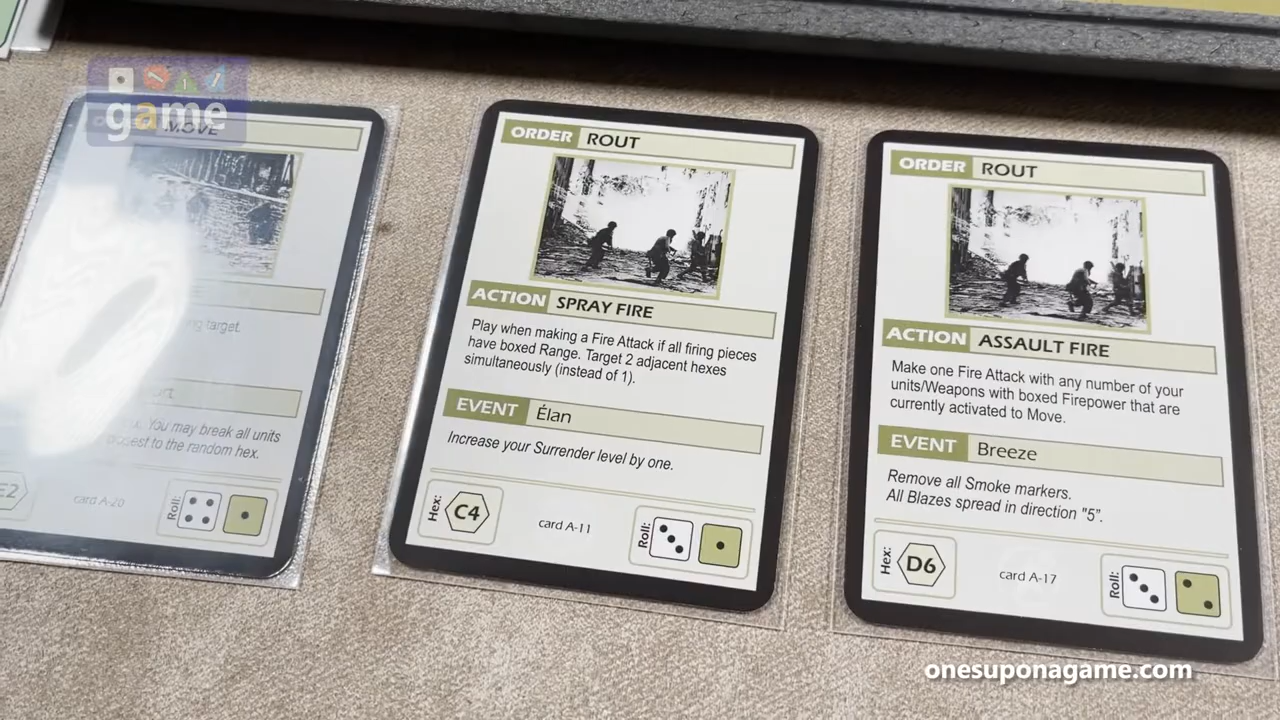 game
MOVE
ng target.
You may break all units
to the random hex.
E2
card A-20
Roll:
ORDER ROUT
ACTION SPRAY FIRE
Play when making a Fire Attack if all firing pieces
have boxed Range. Target 2 adjacent hexes
simultaneously (instead of 1).
EVENT Élan
Increase your Surrender level by one.
Hex: C4
card A-11
Roll:
ORDER ROUT
ACTION ASSAULT FIRE
Make one Fire Attack with any number of your
units/Weapons with boxed Firepower that are
currently activated to Move.
EVENT Breeze
Remove all Smoke markers.
All Blazes spread in direction "5".
Hex: D6
card A-17
Roll:
onesuponagame.com